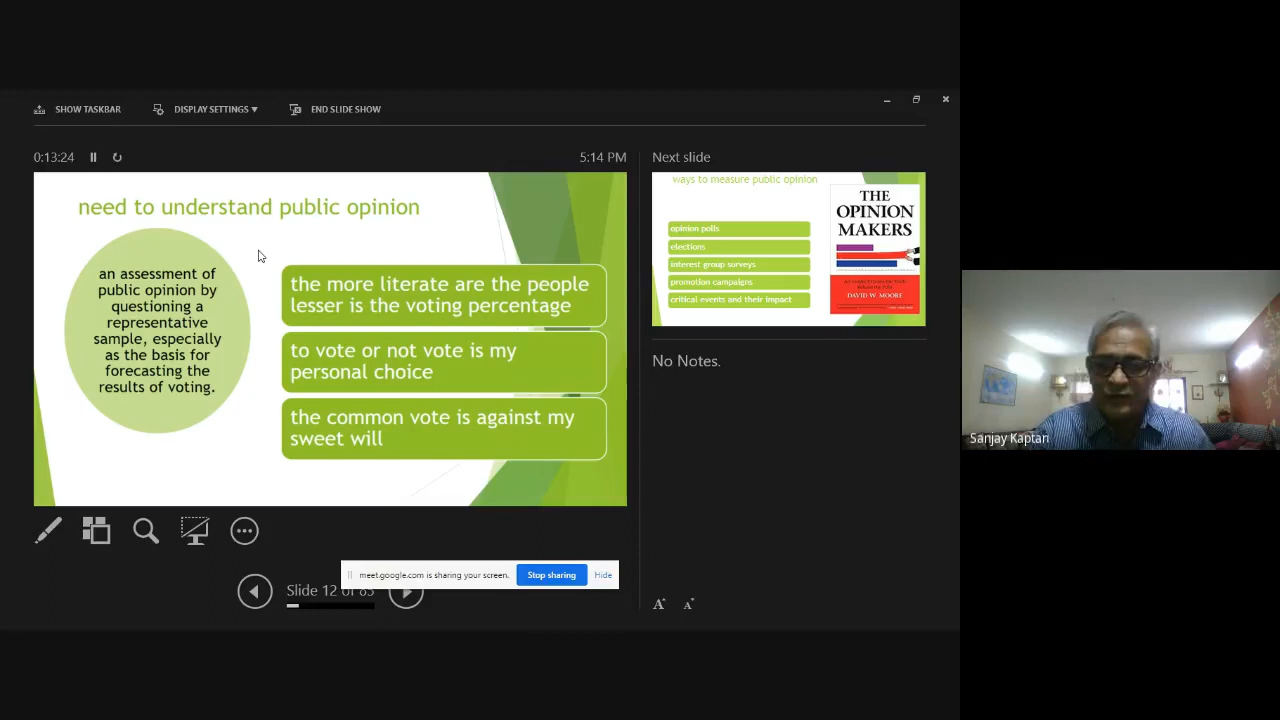 SHOW TASKBAR
DISPLAY SETTINGS
END SLIDE SHOW
0:13:24
5:14 PM
need to understand public opinion
an assessment of
public opinion by
questioning a
representative
sample, especially
as the basis for
forecasting the
results of voting.
the more literate are the people
lesser is the voting percentage
to vote or not vote is my
personal choice
the common vote is against my
sweet will
meet.google.com is sharing your screen.
Stop sharing
Hide
Slide 12 of 85
Next slide
ways to measure public opinion
opinion polls
elections
interest group surveys
promotion campaigns
critical events and their impact
THE
OPINION
MAKERS
DAVID W. MOORE
No Notes.
A
A
Sanjay Kaptan